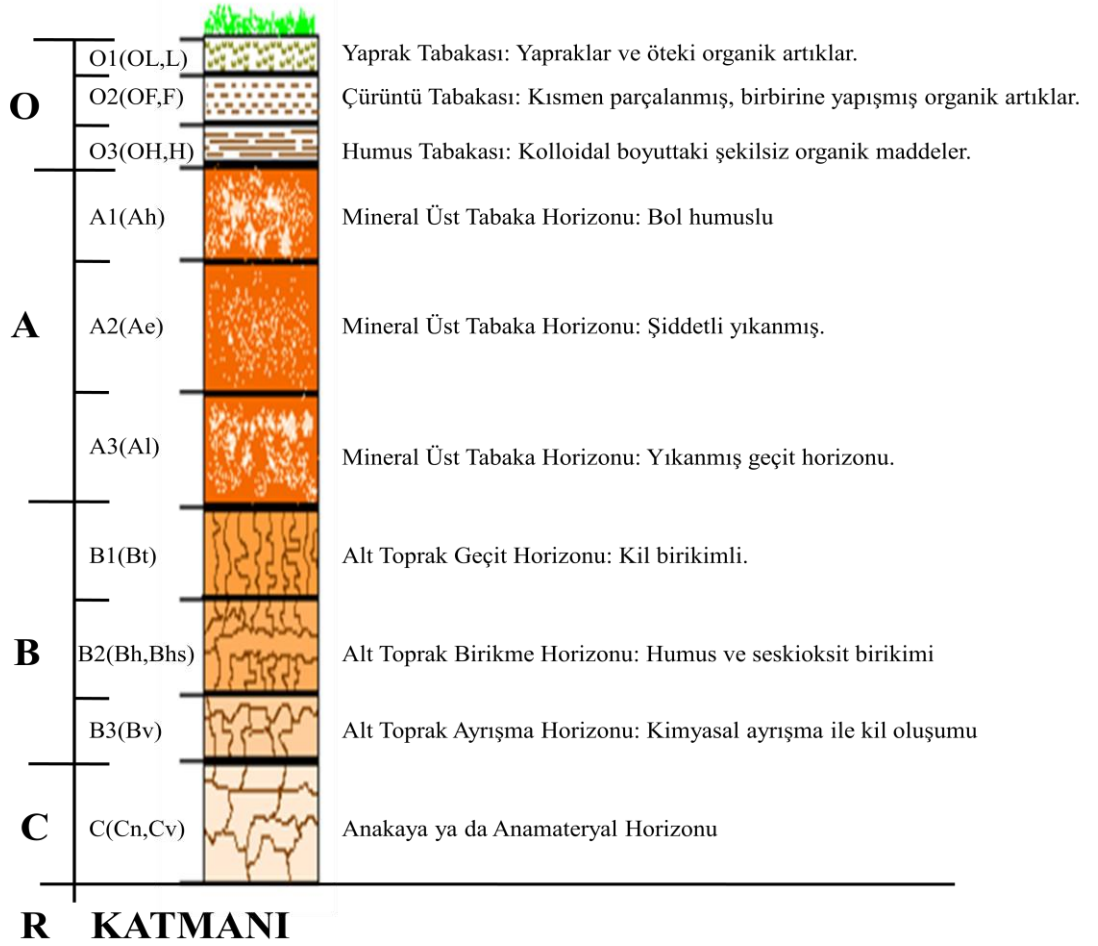 O1(OL,L) Yaprak Tabakası: Yapraklar ve öteki organik artıklar.
O
O2(OF,F) Çürüntü Tabakası: Kısmen parçalanmış, birbirine yapışmış organik artıklar.
O3(OH,H) Humus Tabakası: Kolloidal boyuttaki şekilsiz organik maddeler.
A1(Ah) Mineral Üst Tabaka Horizonu: Bol humuslu
A
A2(Ae) Mineral Üst Tabaka Horizonu: Şiddetli yıkanmış.
A3(Al) Mineral Üst Tabaka Horizonu: Yıkanmış geçit horizonu.
B1(Bt) Alt Toprak Geçit Horizonu: Kil birikimli.
B
B2(Bh,Bhs) Alt Toprak Birikme Horizonu: Humus ve seskioksit birikimi
B3(Bv) Alt Toprak Ayrışma Horizonu: Kimyasal ayrışma ile kil oluşumu
C
C(Cn,Cv) Anakaya ya da Anamateryal Horizonu
R KATMANI